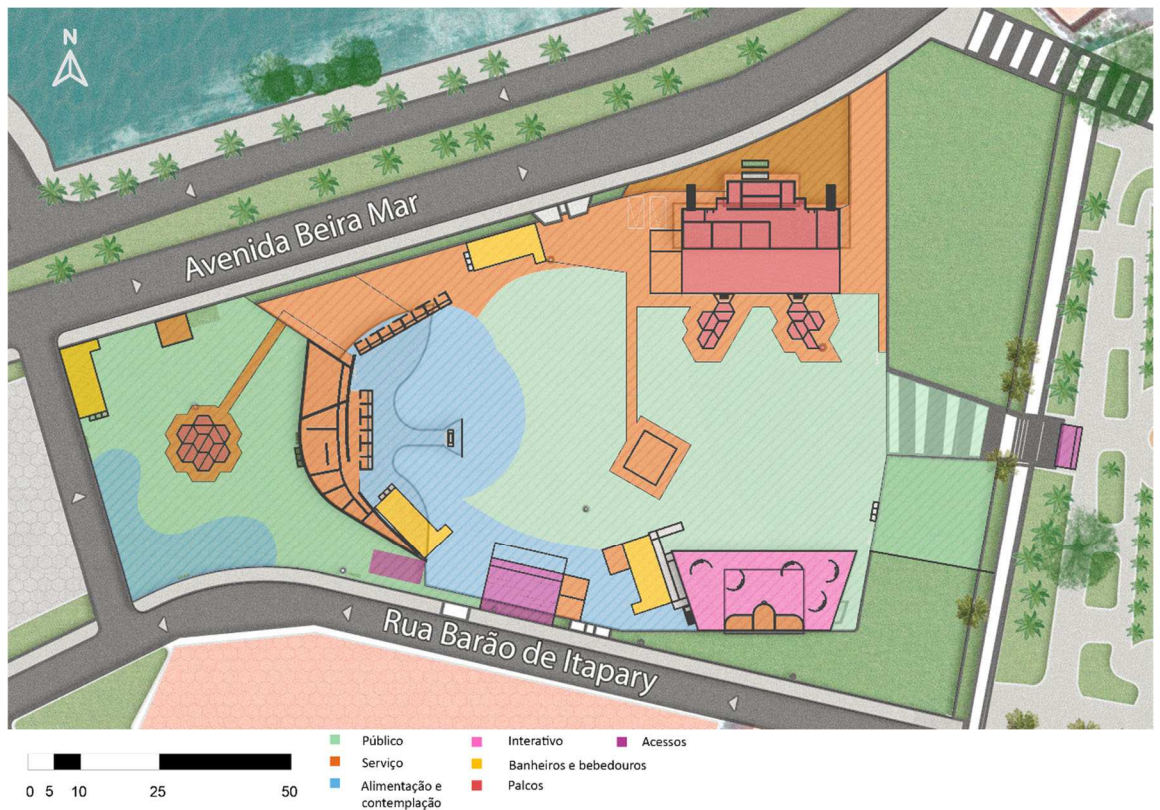 N
Avenida Beira Mar
Rua Barão de Itapary
0 5 10 25 50
Público
Serviço
Alimentação e
contemplação
Interativo
Banheiros e bebedouros
Palcos
Acessos